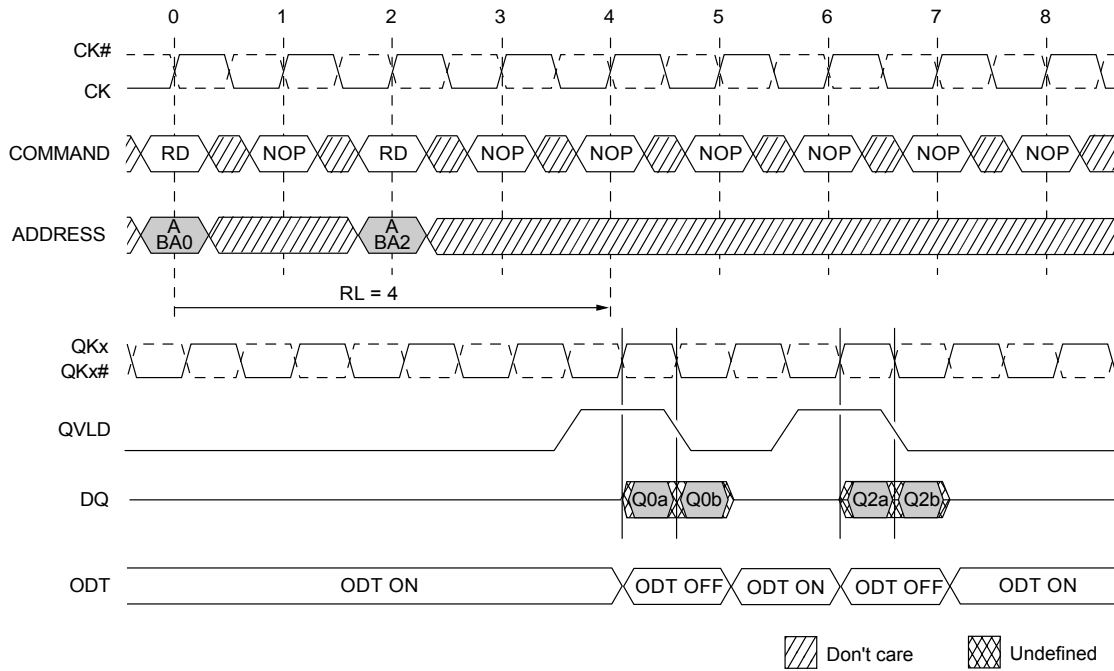 0 1 2 3 4 5 6 7 8
CK#
CK
COMMAND RD NOP RD NOP NOP NOP NOP NOP NOP
ADDRESS A BA0 A BA2
RL = 4
QKx
QKx#
QVLD
DQ Q0a Q0b Q2a Q2b
ODT ODT ON ODT OFF ODT ON ODT OFF ODT ON
Don't care Undefined